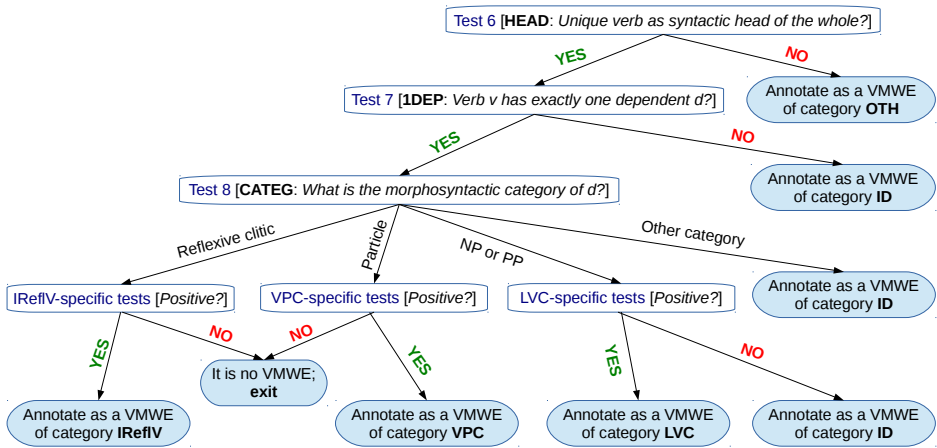 Test 6 [HEAD: Unique verb as syntactic head of the whole?]
YES
NO
Test 7 [1DEP: Verb v has exactly one dependent d?]
Annotate as a VMWE
of category OTH
YES
NO
Test 8 [CATEG: What is the morphosyntactic category of d?]
Annotate as a VMWE
of category ID
Reflexive clitic
Particle
NP or PP
Other category
IReflV-specific tests [Positive?]
VPC-specific tests [Positive?]
LVC-specific tests [Positive?]
Annotate as a VMWE
of category ID
YES
NO
NO
YES
YES
NO
It is no VMWE;
exit
Annotate as a VMWE
of category IReflV
Annotate as a VMWE
of category VPC
Annotate as a VMWE
of category LVC
Annotate as a VMWE
of category ID